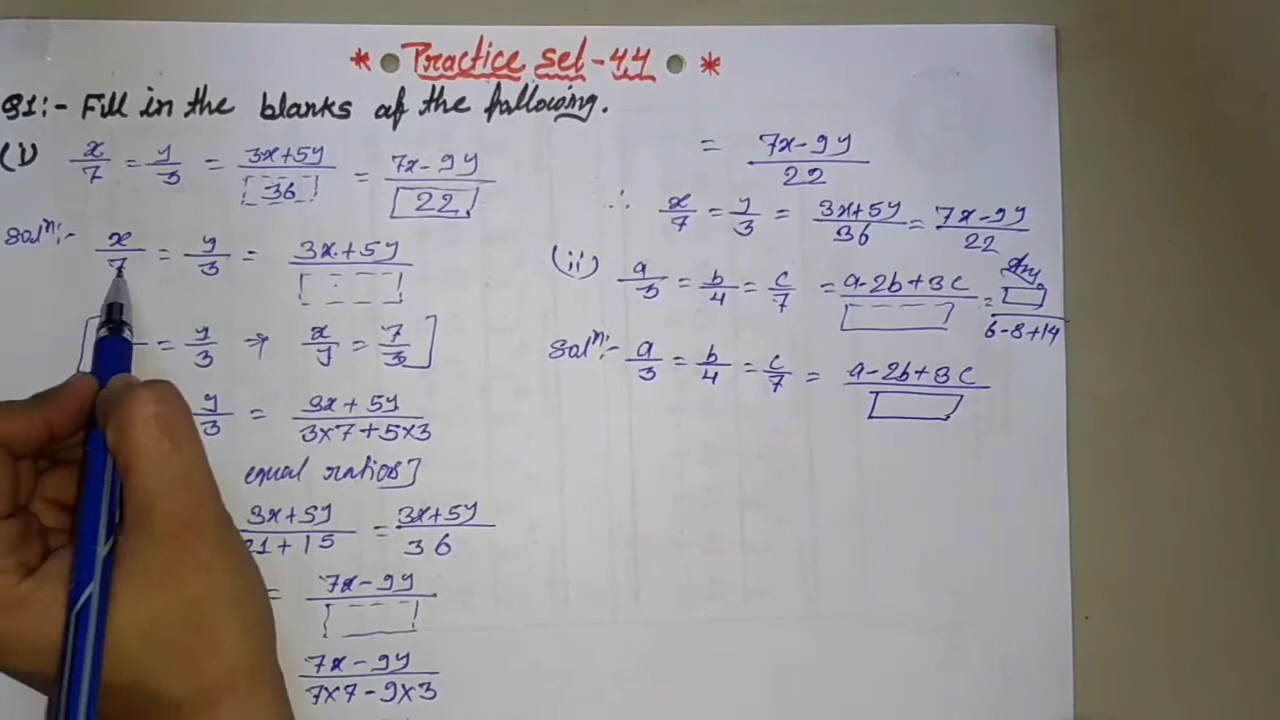 * Practice Set-4.4 *
Q1:- Fill in the blanks of the following.
(i) x/7 = y/3 = 3x+5y/36 = 7x-9y/22
Solⁿ:- x/7 = y/3 = 3x+5y/[ ]
= y/3 ⇒ x/y = 7/3]
y/3 = 3x+5y/3×7+5×3
equal ratios]
3x+5y/21+15 = 3x+5y/36
= 7x-9y/[ ]
7x-9y/7×7-9×3
= 7x-9y/22
∴ x/7 = y/3 = 3x+5y/36 = 7x-9y/22
Ans
(ii) a/3 = b/4 = c/7 = a-2b+3c/[ ] = [ ]/6-8+14
Solⁿ:- a/3 = b/4 = c/7 = a-2b+3c/[ ]